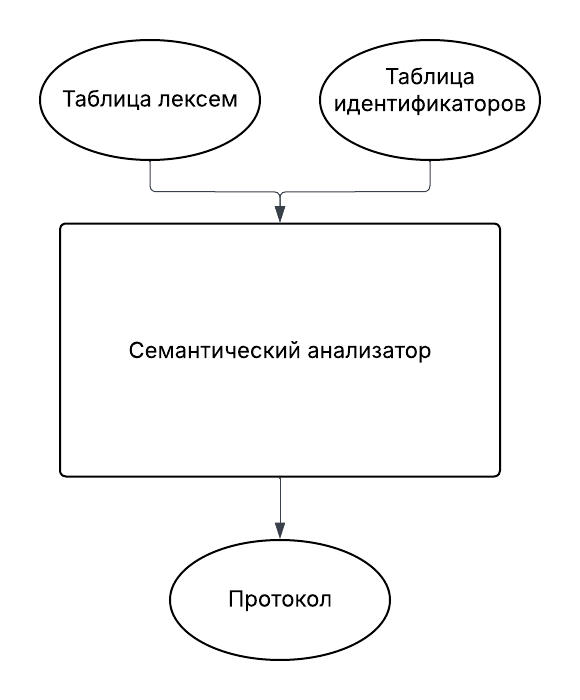 Таблица лексем
Таблица
идентификаторов
Семантический анализатор
Протокол